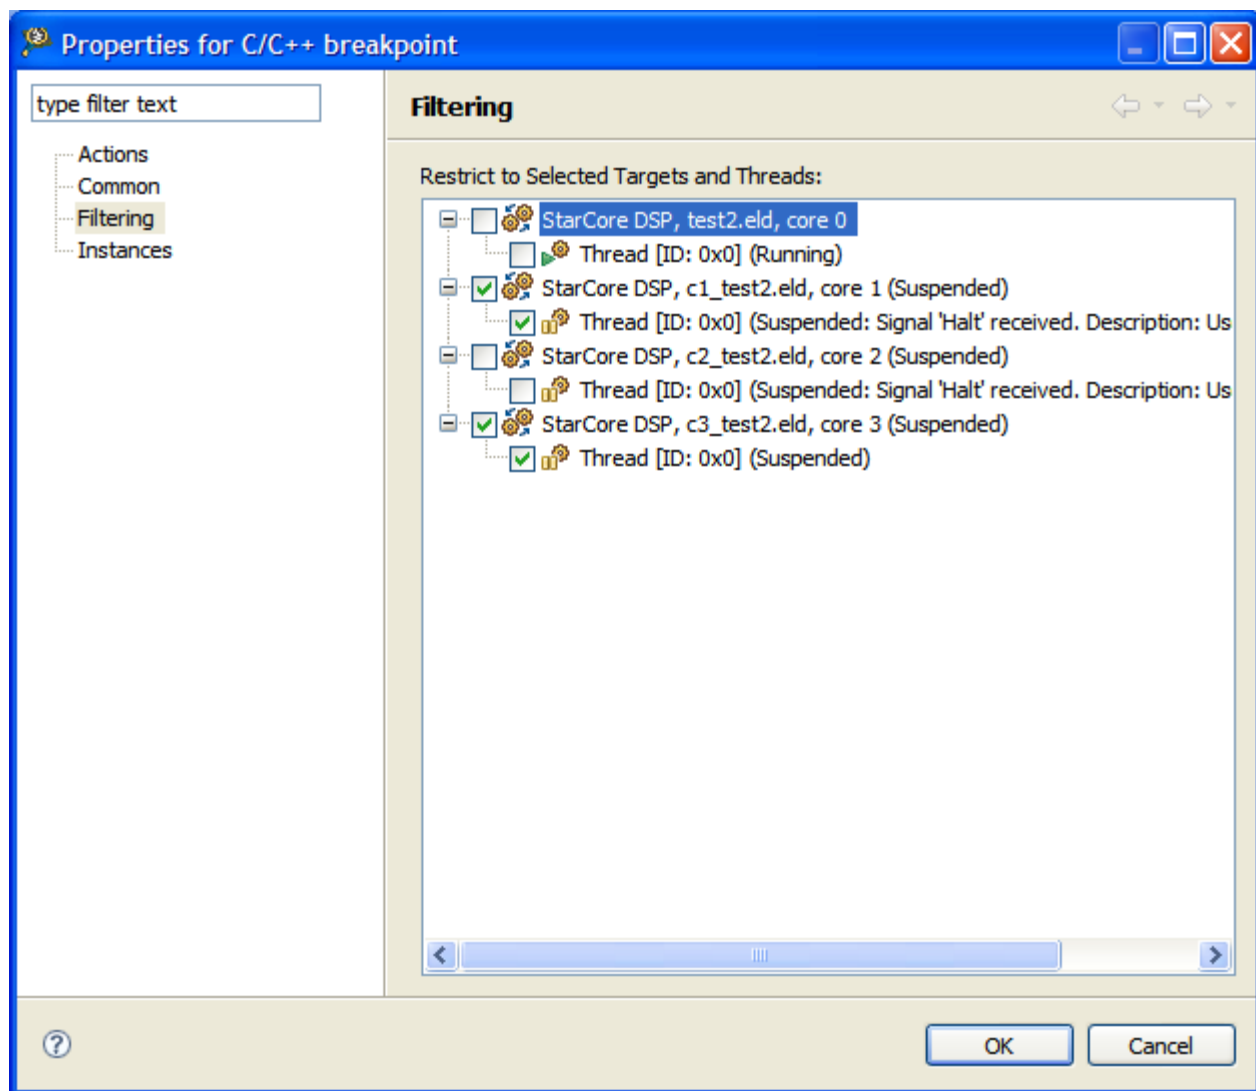 Properties for C/C++ breakpoint
type filter text
Actions
Common
Filtering
Instances
Filtering
Restrict to Selected Targets and Threads:
StarCore DSP, test2.eld, core 0
Thread [ID: 0x0] (Running)
StarCore DSP, c1_test2.eld, core 1 (Suspended)
Thread [ID: 0x0] (Suspended: Signal 'Halt' received. Description: Us
StarCore DSP, c2_test2.eld, core 2 (Suspended)
Thread [ID: 0x0] (Suspended: Signal 'Halt' received. Description: Us
StarCore DSP, c3_test2.eld, core 3 (Suspended)
Thread [ID: 0x0] (Suspended)
?
OK
Cancel